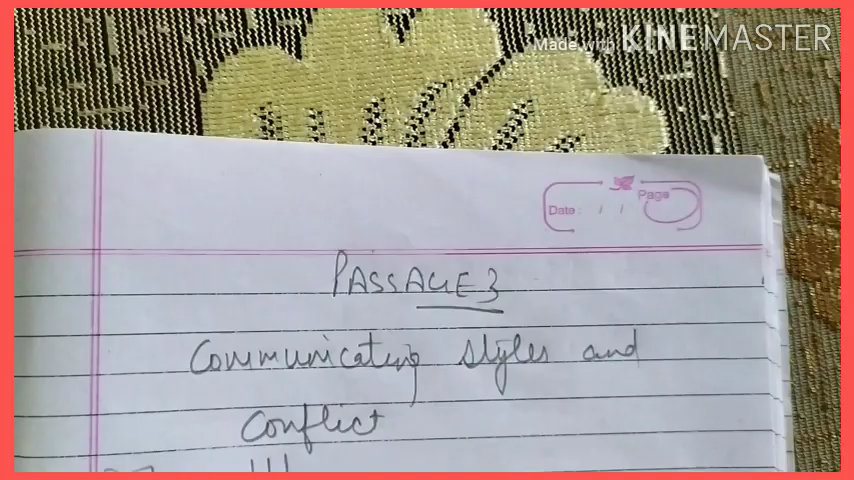 Made with KINEMASTER
Page
Date : / /
PASSAGE 3
Communicating styles and
Conflict